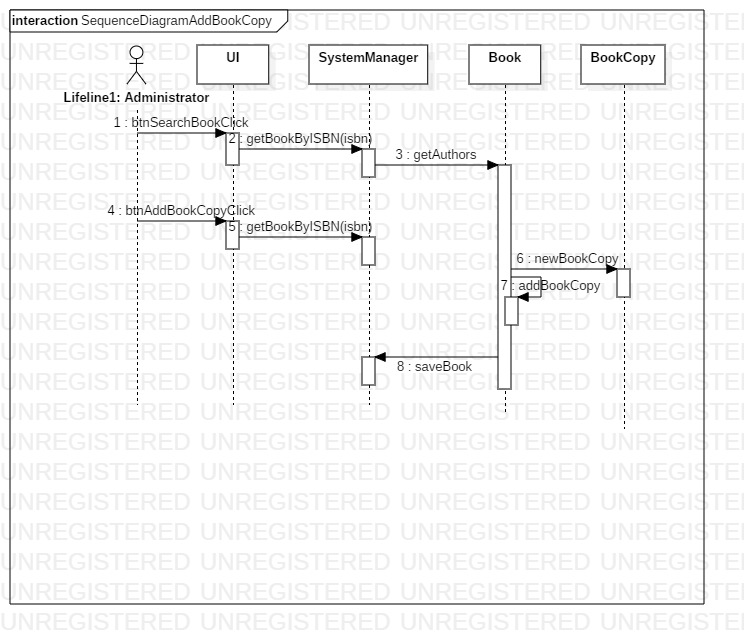 interaction SequenceDiagramAddBookCopy
UI
SystemManager
Book
BookCopy
Lifeline1: Administrator
1 : btnSearchBookClick
2 : getBookByISBN(isbn)
3 : getAuthors
4 : btnAddBookCopyClick
5 : getBookByISBN(isbn)
6 : newBookCopy
7 : addBookCopy
8 : saveBook
UNREGISTERED UNREGISTERED UNREGISTERED UNREGISTERED